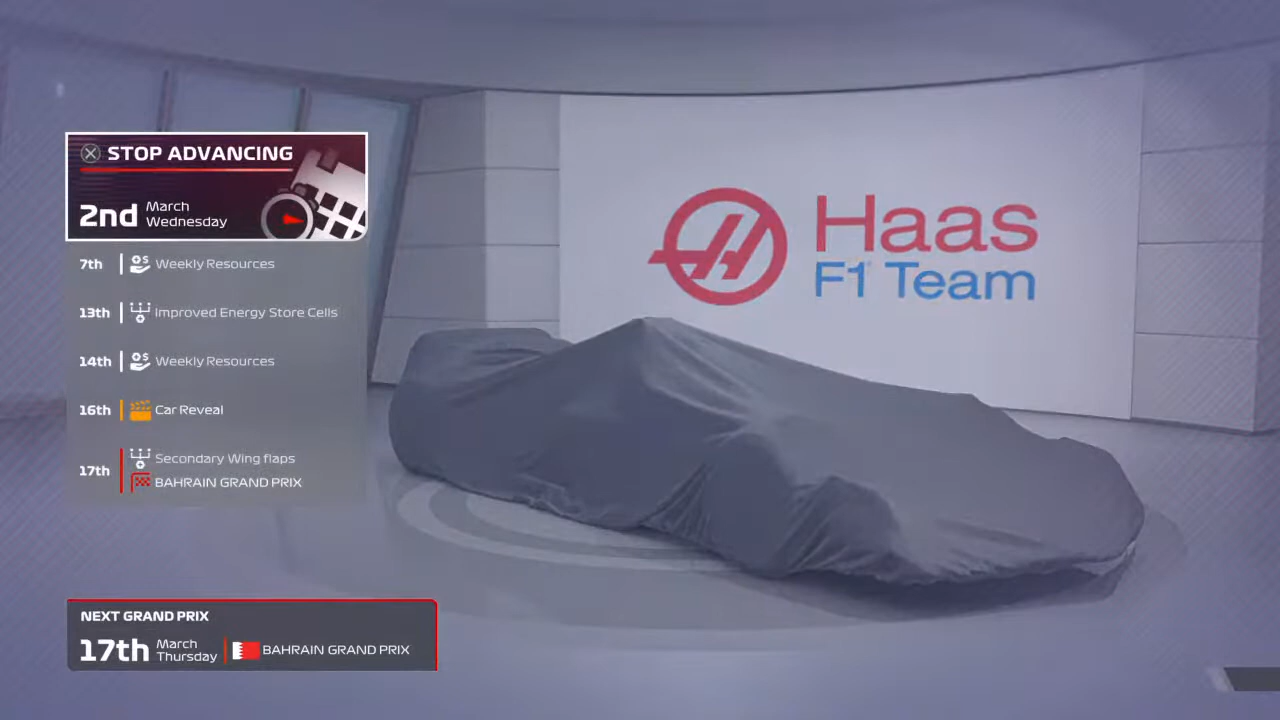 STOP ADVANCING
2nd March Wednesday
7th Weekly Resources
13th Improved Energy Store Cells
14th Weekly Resources
16th Car Reveal
17th Secondary Wing flaps
BAHRAIN GRAND PRIX
Haas
F1 Team
NEXT GRAND PRIX
17th March Thursday BAHRAIN GRAND PRIX